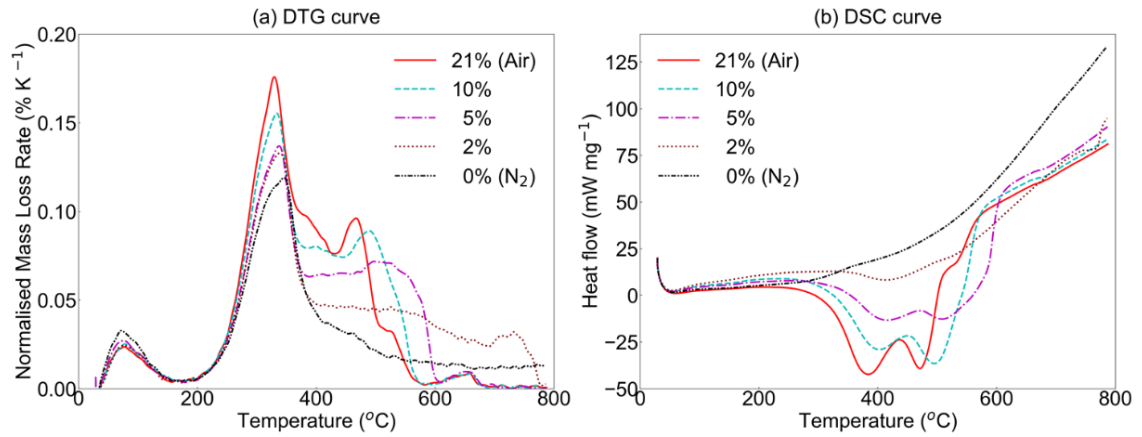 (a) DTG curve
Normalised Mass Loss Rate (% K⁻¹)
0.20
0.15
0.10
0.05
0.00
21% (Air)
10%
5%
2%
0% (N₂)
0 200 400 600 800
Temperature (°C)
(b) DSC curve
Heat flow (mW mg⁻¹)
125
100
75
50
25
0
−25
−50
21% (Air)
10%
5%
2%
0% (N₂)
0 200 400 600 800
Temperature (°C)